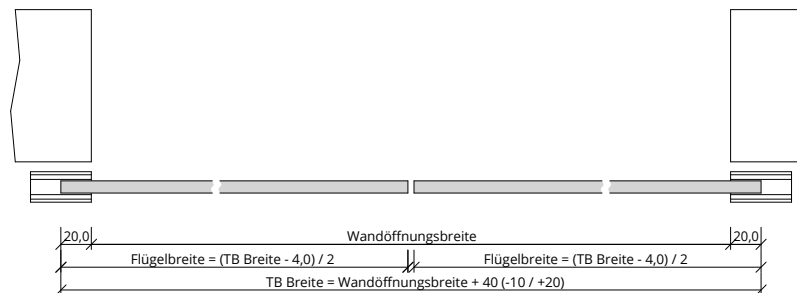 20,0 Wandöffnungsbreite 20,0
Flügelbreite = (TB Breite - 4,0) / 2 Flügelbreite = (TB Breite - 4,0) / 2
TB Breite = Wandöffnungsbreite + 40 (-10 / +20)